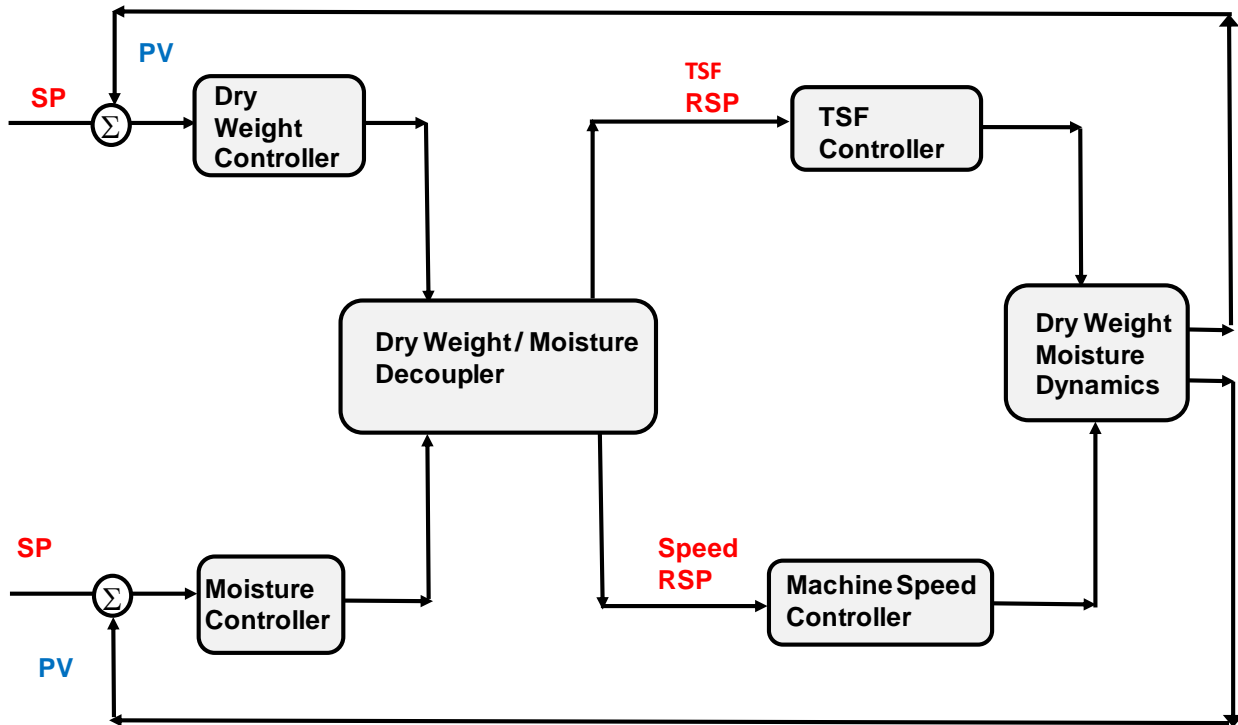 PV
SP
Σ
Dry
Weight
Controller
TSF
RSP
TSF
Controller
Dry Weight / Moisture
Decoupler
Dry Weight
Moisture
Dynamics
SP
Σ
PV
Moisture
Controller
Speed
RSP
Machine Speed
Controller